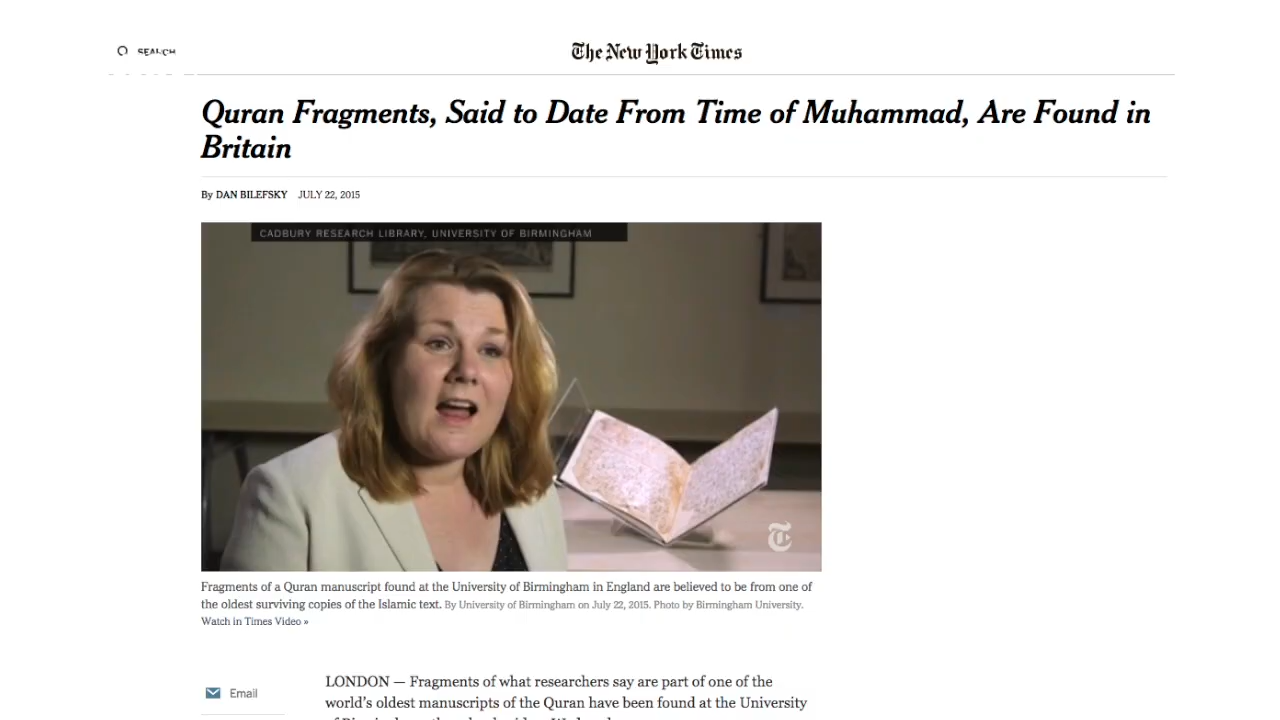 SEARCH
The New York Times
Quran Fragments, Said to Date From Time of Muhammad, Are Found in
Britain
By DAN BILEFSKY JULY 22, 2015
CADBURY RESEARCH LIBRARY, UNIVERSITY OF BIRMINGHAM
Fragments of a Quran manuscript found at the University of Birmingham in England are believed to be from one of
the oldest surviving copies of the Islamic text. By University of Birmingham on July 22, 2015. Photo by Birmingham University.
Watch in Times Video »
Email
LONDON — Fragments of what researchers say are part of one of the
world's oldest manuscripts of the Quran have been found at the University